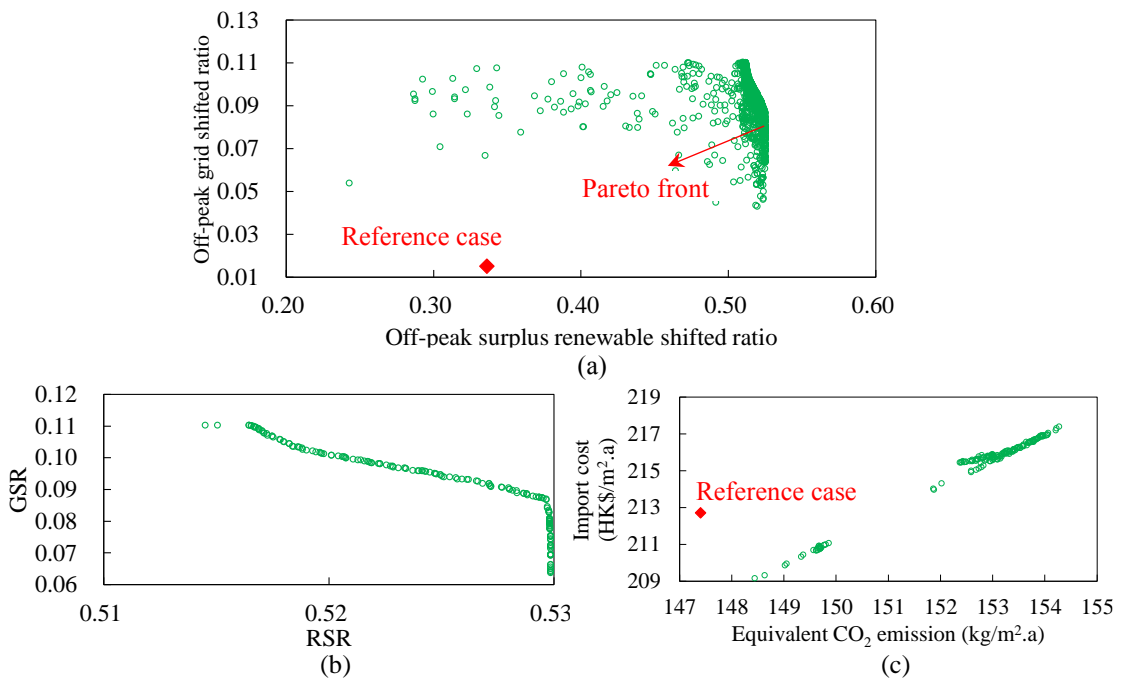 Off-peak grid shifted ratio
0.13
0.11
0.09
0.07
0.05
0.03
0.01
Pareto front
Reference case
0.20 0.30 0.40 0.50 0.60
Off-peak surplus renewable shifted ratio
(a)
GSR
0.12
0.11
0.10
0.09
0.08
0.07
0.06
0.51 0.52 0.53
RSR
(b)
Import cost
(HK$/m².a)
219
217
215
213
211
209
Reference case
147 148 149 150 151 152 153 154 155
Equivalent CO₂ emission (kg/m².a)
(c)